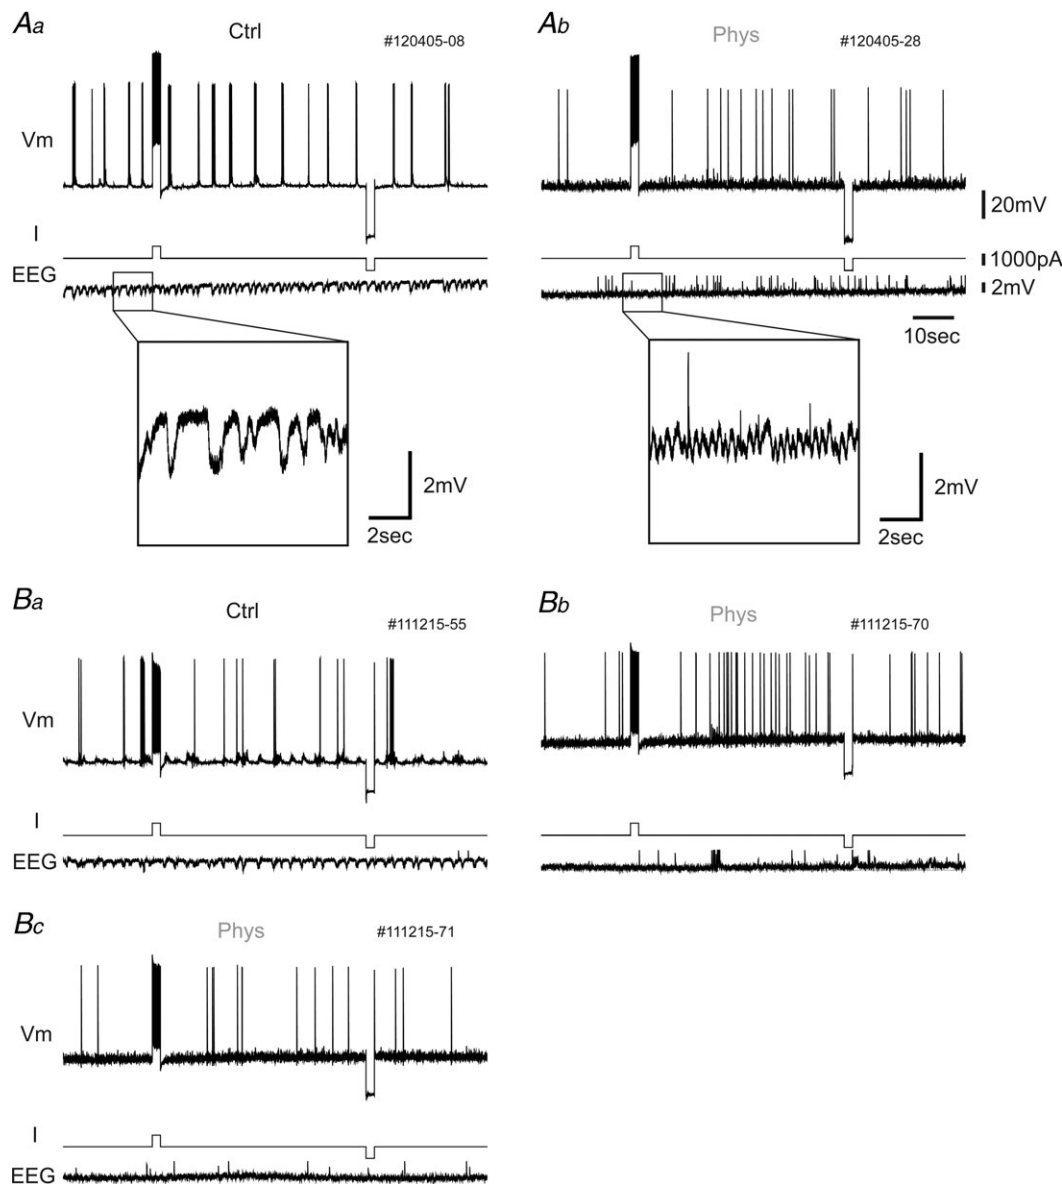 Aa
Ctrl
#120405-08
Vm
I
EEG
2mV
2sec
Ab
Phys
#120405-28
20mV
1000pA
2mV
10sec
2mV
2sec
Ba
Ctrl
#111215-55
Vm
I
EEG
Bb
Phys
#111215-70
Bc
Phys
#111215-71
Vm
I
EEG